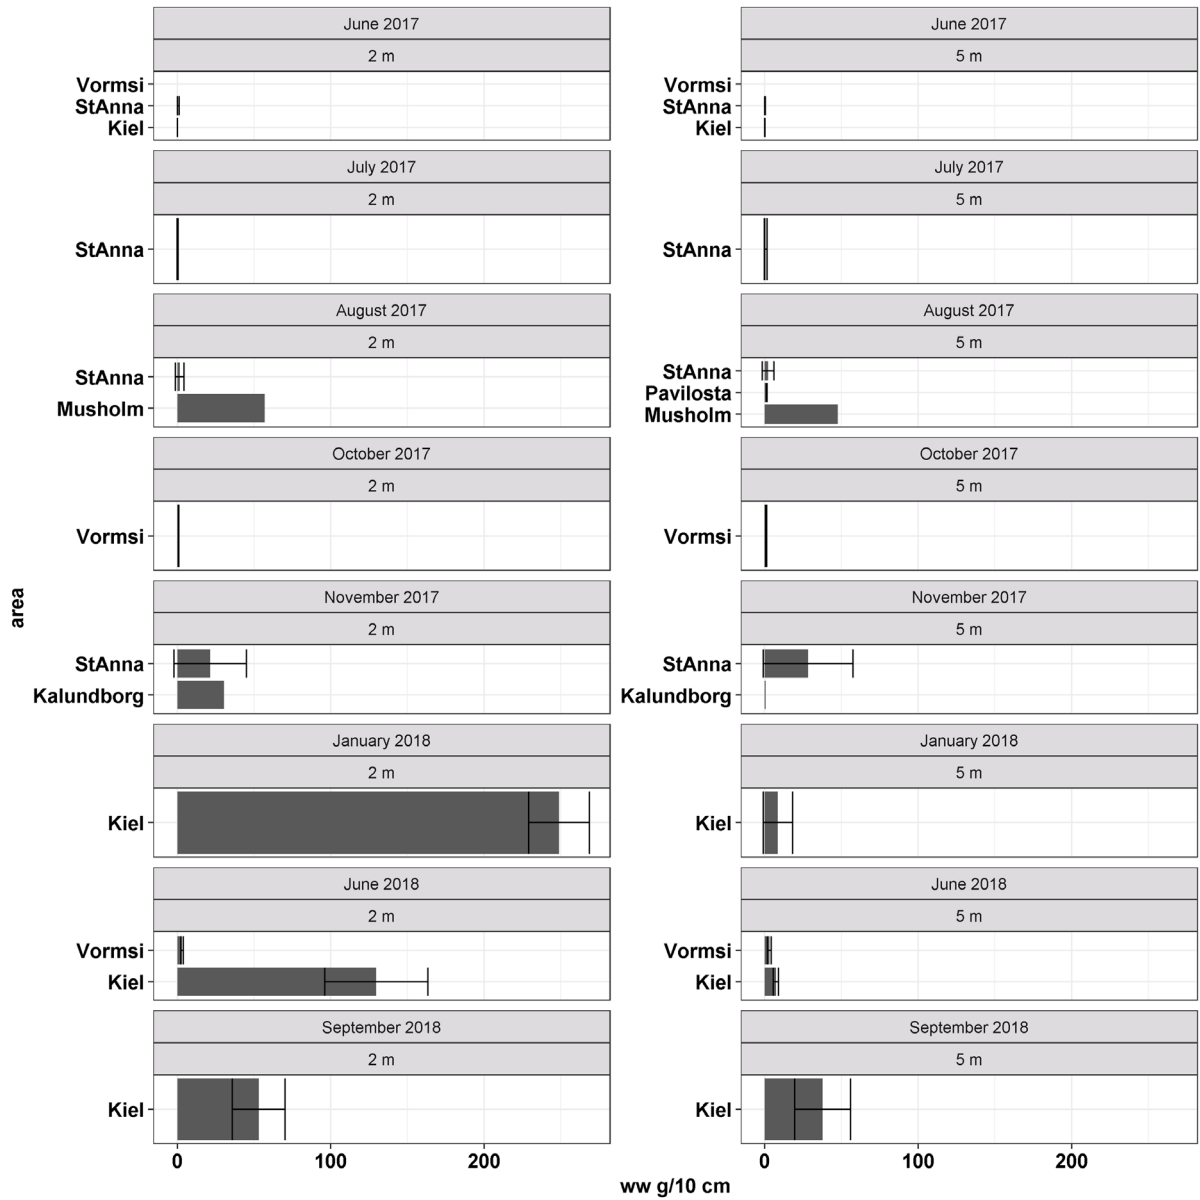 June 2017
2 m
Vormsi
StAnna
Kiel
June 2017
5 m
Vormsi
StAnna
Kiel
July 2017
2 m
StAnna
July 2017
5 m
StAnna
August 2017
2 m
StAnna
Musholm
August 2017
5 m
StAnna
Pavilosta
Musholm
October 2017
2 m
Vormsi
October 2017
5 m
Vormsi
area
November 2017
2 m
StAnna
Kalundborg
November 2017
5 m
StAnna
Kalundborg
January 2018
2 m
Kiel
January 2018
5 m
Kiel
June 2018
2 m
Vormsi
Kiel
June 2018
5 m
Vormsi
Kiel
September 2018
2 m
Kiel
September 2018
5 m
Kiel
0 100 200
0 100 200
ww g/10 cm